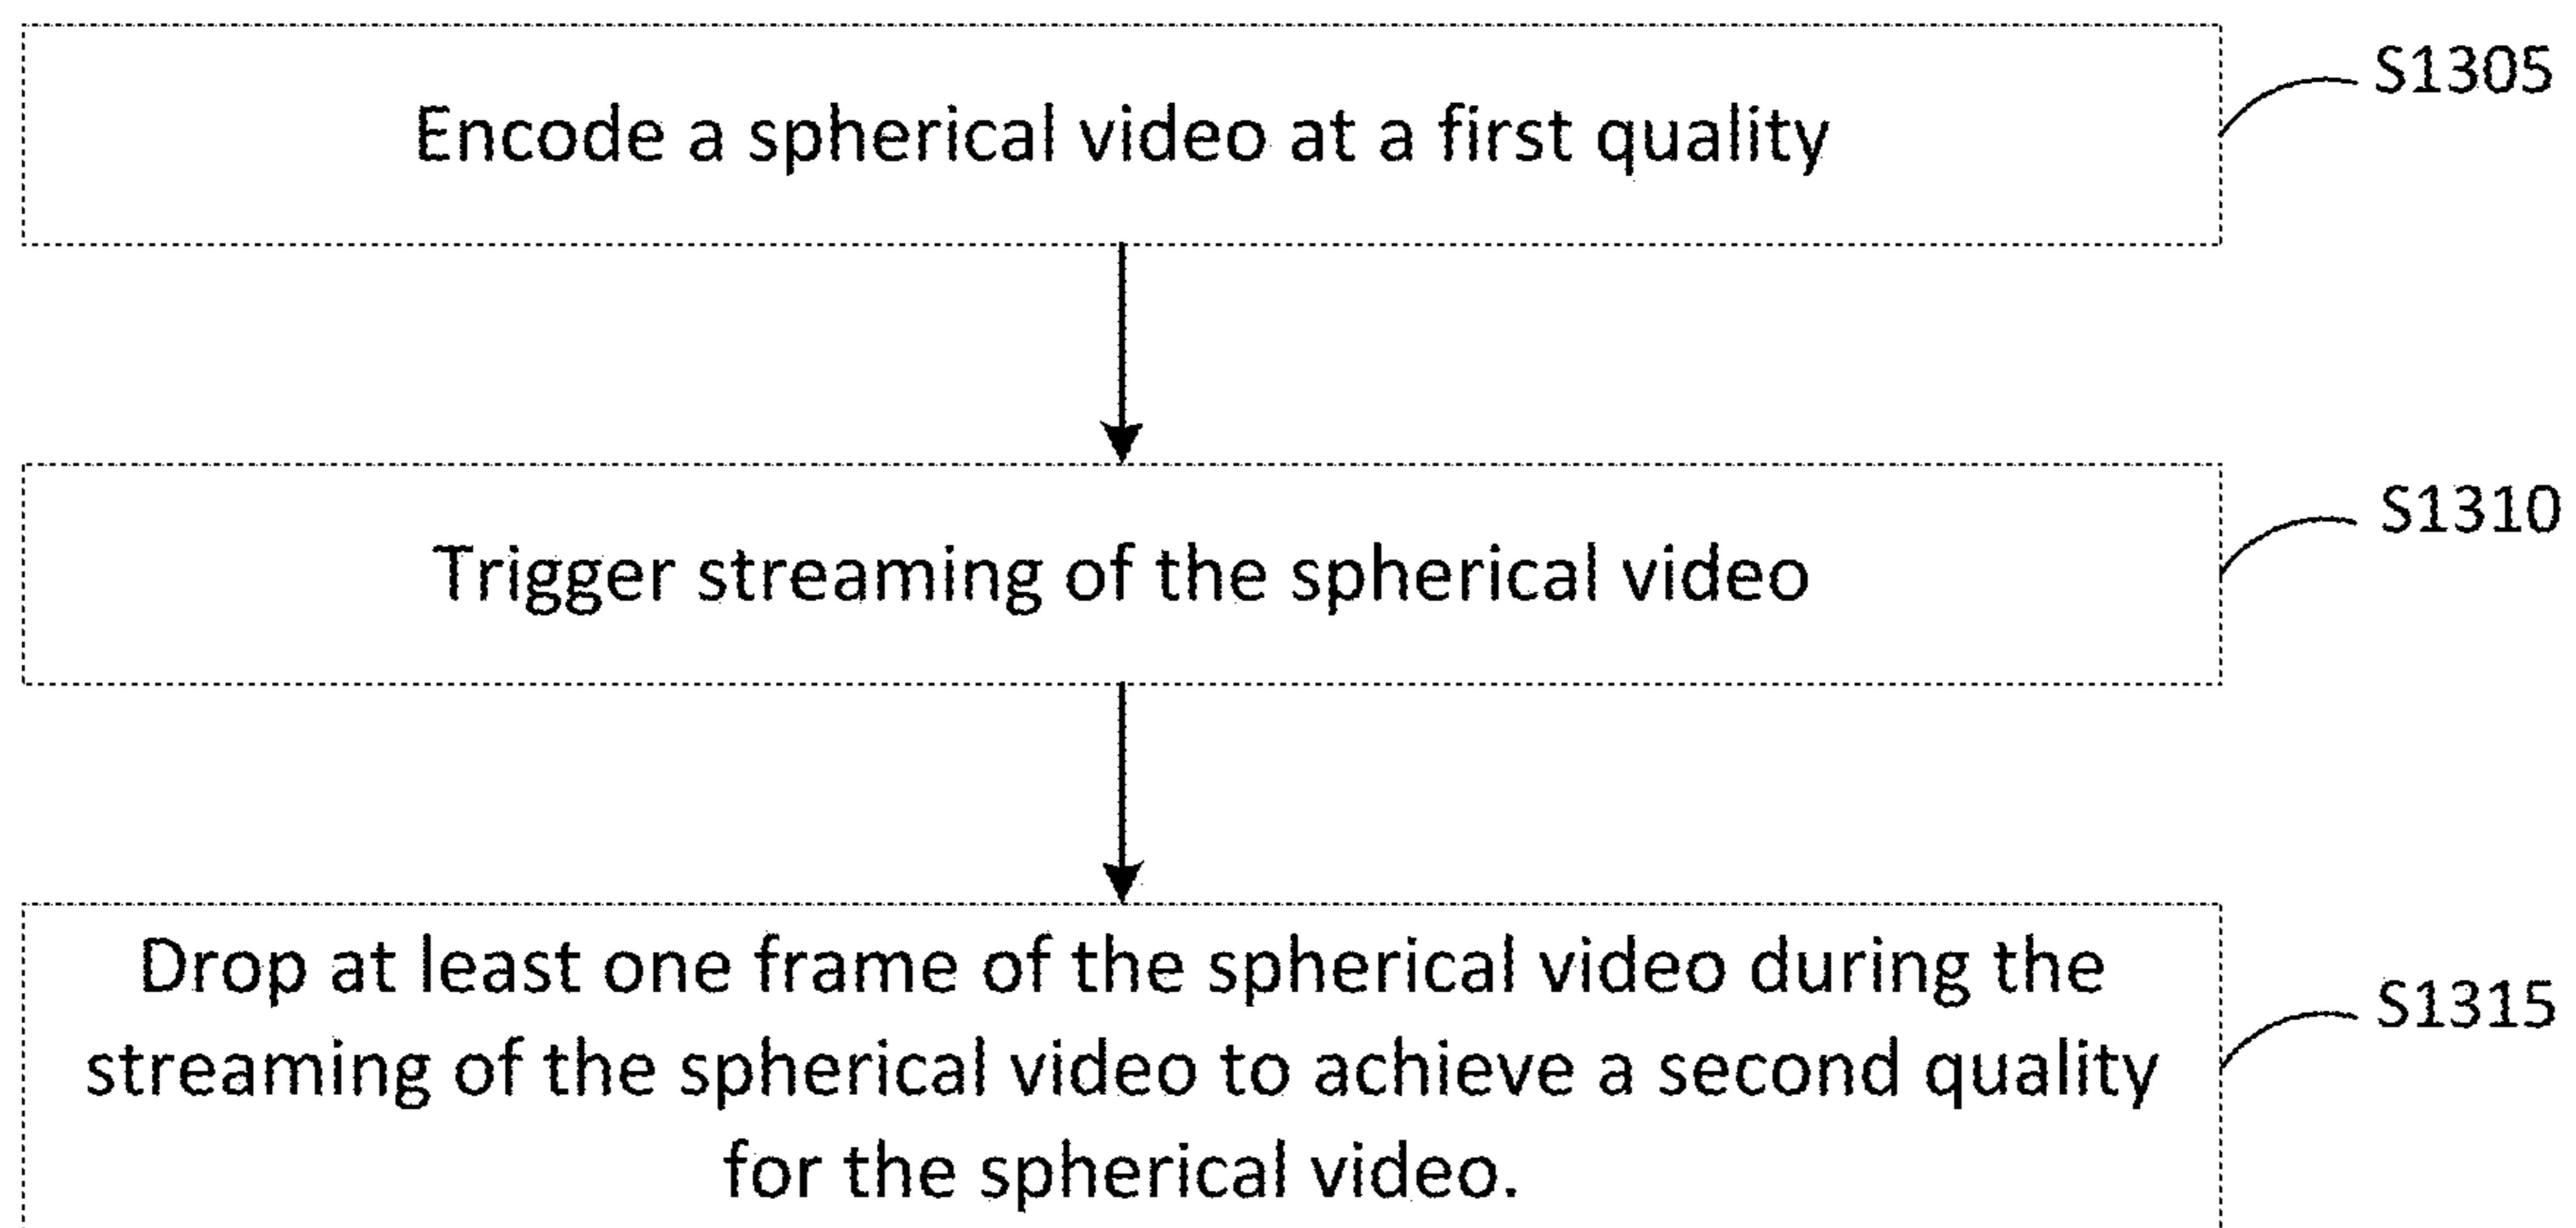 Encode a spherical video at a first quality
S1305
Trigger streaming of the spherical video
S1310
Drop at least one frame of the spherical video during the
streaming of the spherical video to achieve a second quality
for the spherical video.
S1315